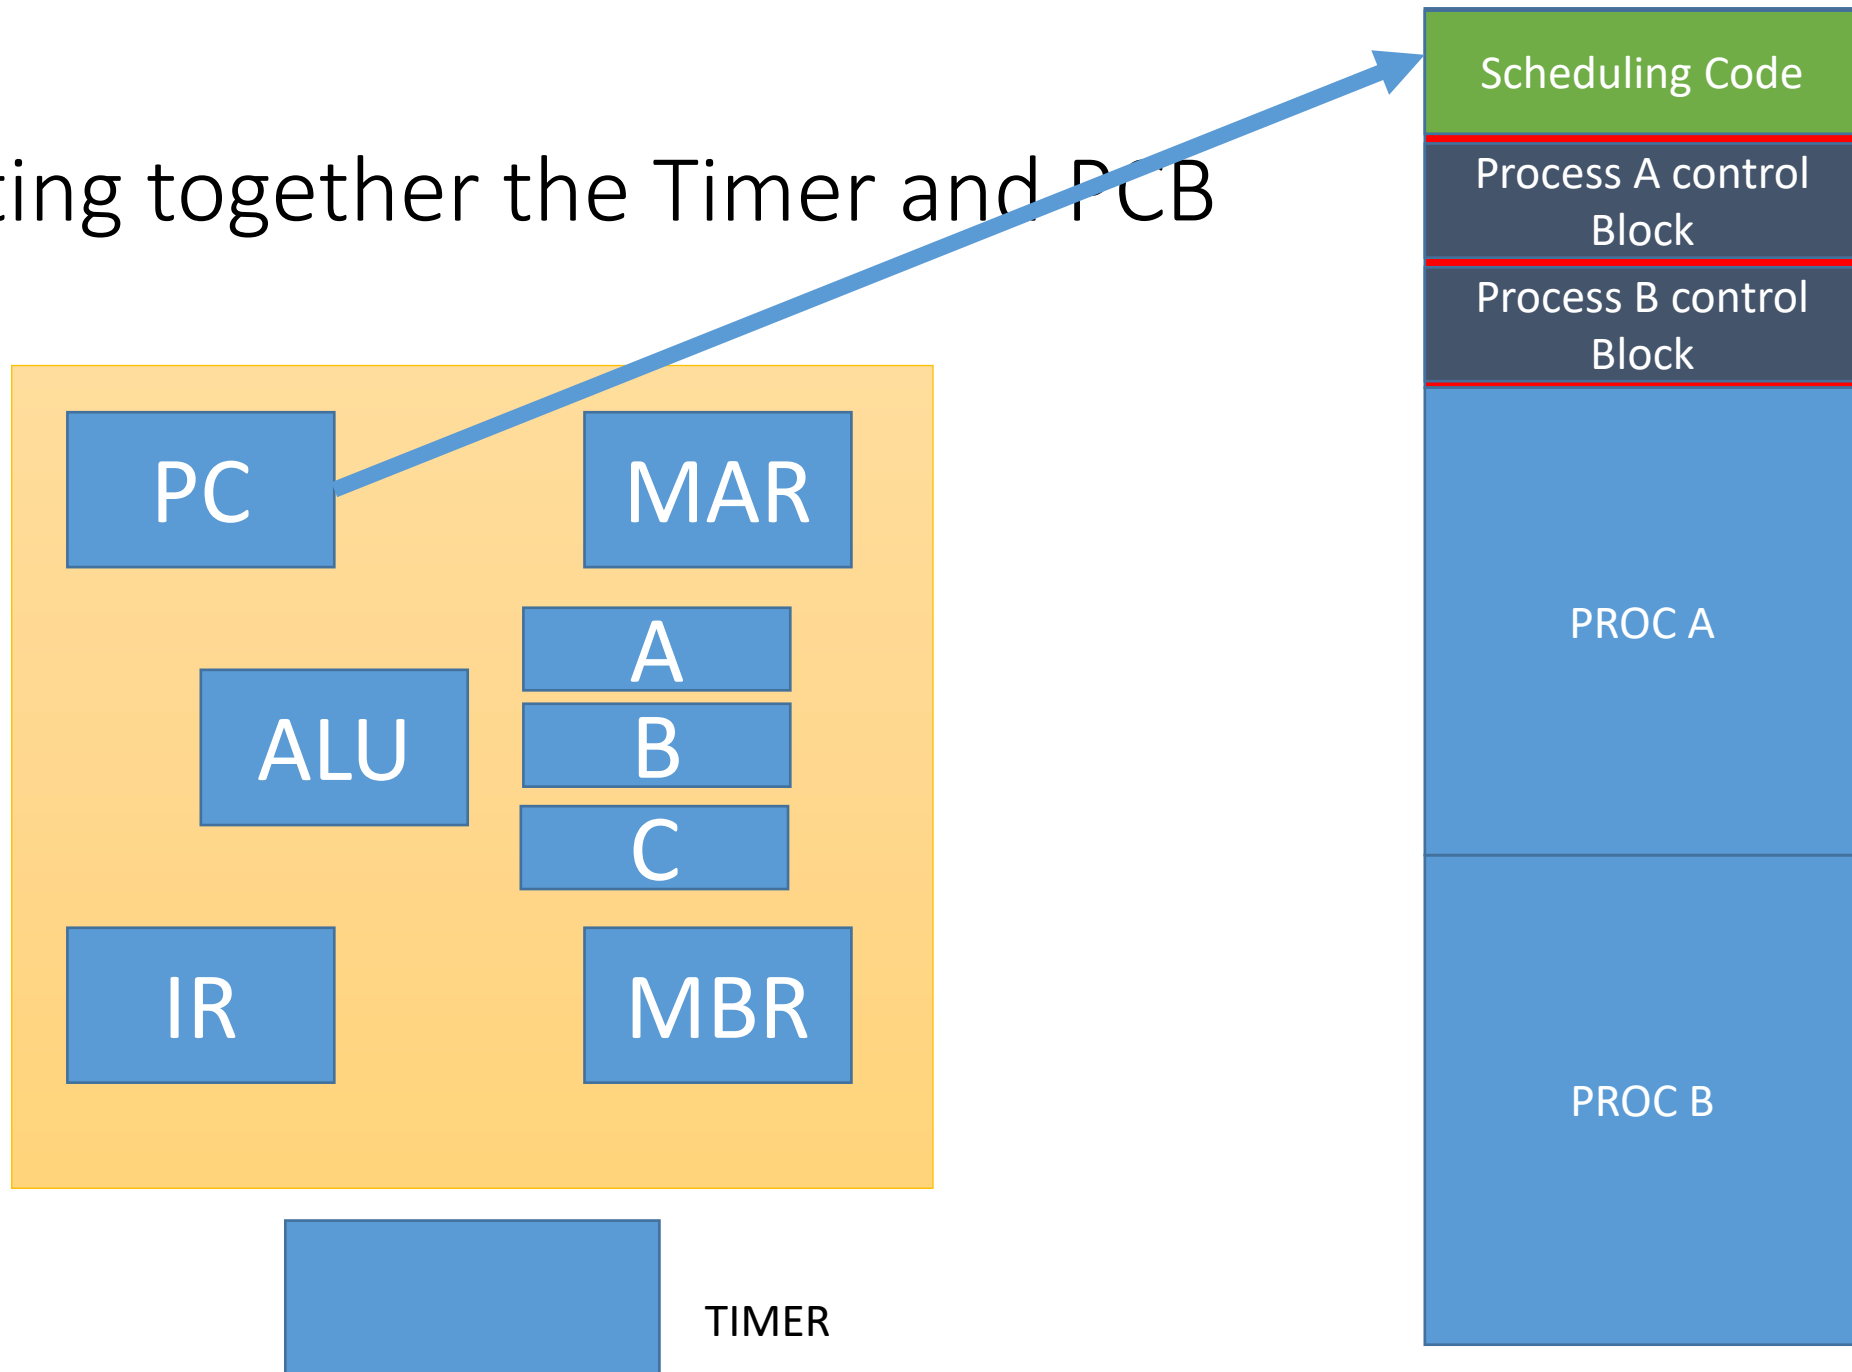 ting together the Timer and PCB
Scheduling Code
Process A control
Block
Process B control
Block
PC
MAR
A
ALU
B
C
IR
MBR
PROC A
PROC B
TIMER